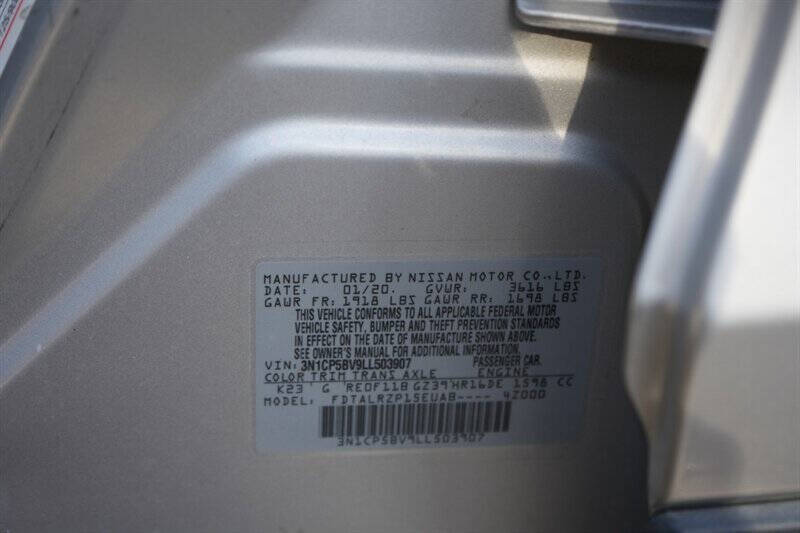 MANUFACTURED BY NISSAN MOTOR CO.,LTD.
DATE: 01/20. GVWR: 3616 LBS
GAWR FR: 1918 LBS GAWR RR: 1698 LBS
THIS VEHICLE CONFORMS TO ALL APPLICABLE FEDERAL MOTOR
VEHICLE SAFETY, BUMPER AND THEFT PREVENTION STANDARDS
IN EFFECT ON THE DATE OF MANUFACTURE SHOWN ABOVE.
SEE OWNER'S MANUAL FOR ADDITIONAL INFORMATION.
VIN: 3N1CP5BV9LL503907 PASSENGER CAR.
COLOR TRIM TRANS AXLE ENGINE
K23 G RE0F11B GZ39 HR16DE 1598 CC
MODEL: FDTALRZP15EUAB---- 4Z000
3N1CP5BV9LL503907